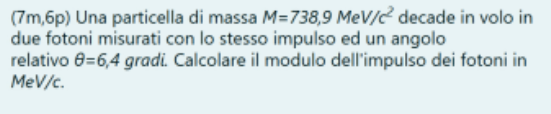 (7m,6p) Una particella di massa M=738,9 MeV/c² decade in volo in
due fotoni misurati con lo stesso impulso ed un angolo
relativo θ=6,4 gradi. Calcolare il modulo dell'impulso dei fotoni in
MeV/c.